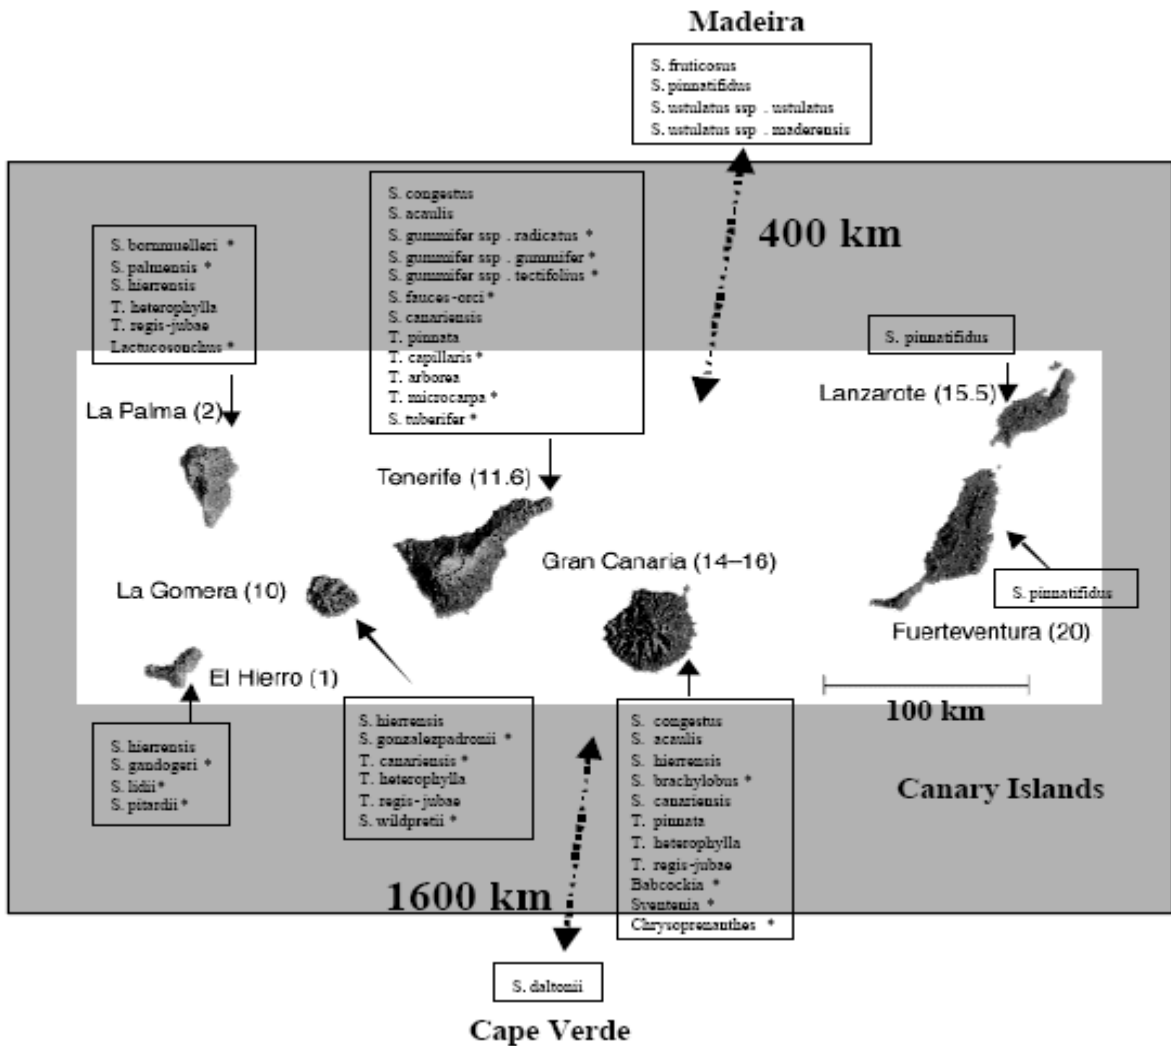 Madeira
S. fruticosus
S. pinnatifidus
S. ustulatus ssp . ustulatus
S. ustulatus ssp . maderensis
400 km
S. congestus
S. acaulis
S. gummifer ssp . radicatus *
S. gummifer ssp . gummifer *
S. gummifer ssp . tectifolius *
S. fauces-orci *
S. canariensis
T. pinnata
T. capillaris *
T. arborea
T. microcarpa *
S. tuberifer *
S. bornmuelleri *
S. palmensis *
S. hierrensis
T. heterophylla
T. regis-jubae
Lactucosonchus *
S. pinnatifidus
La Palma (2)
Lanzarote (15.5)
Tenerife (11.6)
Gran Canaria (14–16)
La Gomera (10)
S. pinnatifidus
Fuerteventura (20)
El Hierro (1)
100 km
S. hierrensis
S. gandogeri *
S. lidii *
S. pitardii *
S. hierrensis
S. gonzalezpadronii *
T. canariensis *
T. heterophylla
T. regis-jubae
S. wildpretii *
S. congestus
S. acaulis
S. hierrensis
S. brachylobus *
S. canariensis
T. pinnata
T. heterophylla
T. regis-jubae
Babcockia *
Sventenia *
Chrysoprenanthes *
Canary Islands
1600 km
S. daltonii
Cape Verde